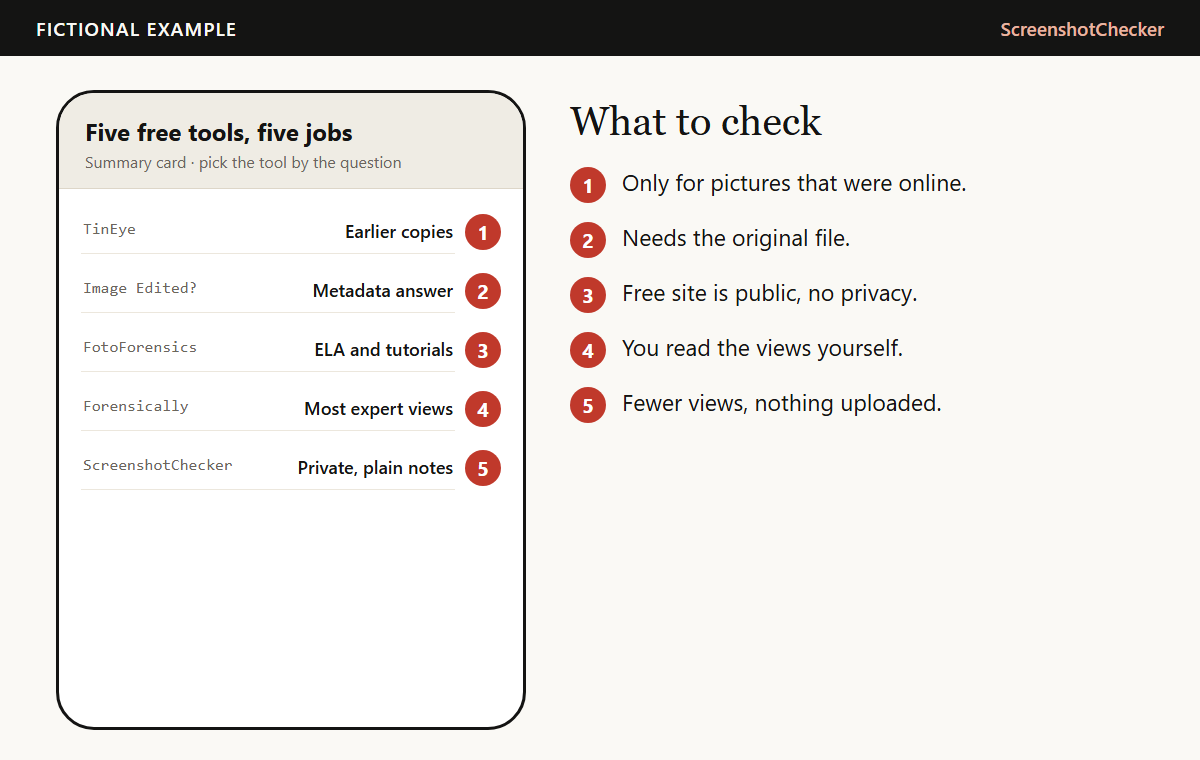 FICTIONAL EXAMPLE
ScreenshotChecker
Five free tools, five jobs
Summary card · pick the tool by the question
TinEye Earlier copies 1
Image Edited? Metadata answer 2
FotoForensics ELA and tutorials 3
Forensically Most expert views 4
ScreenshotChecker Private, plain notes 5
What to check
1 Only for pictures that were online.
2 Needs the original file.
3 Free site is public, no privacy.
4 You read the views yourself.
5 Fewer views, nothing uploaded.